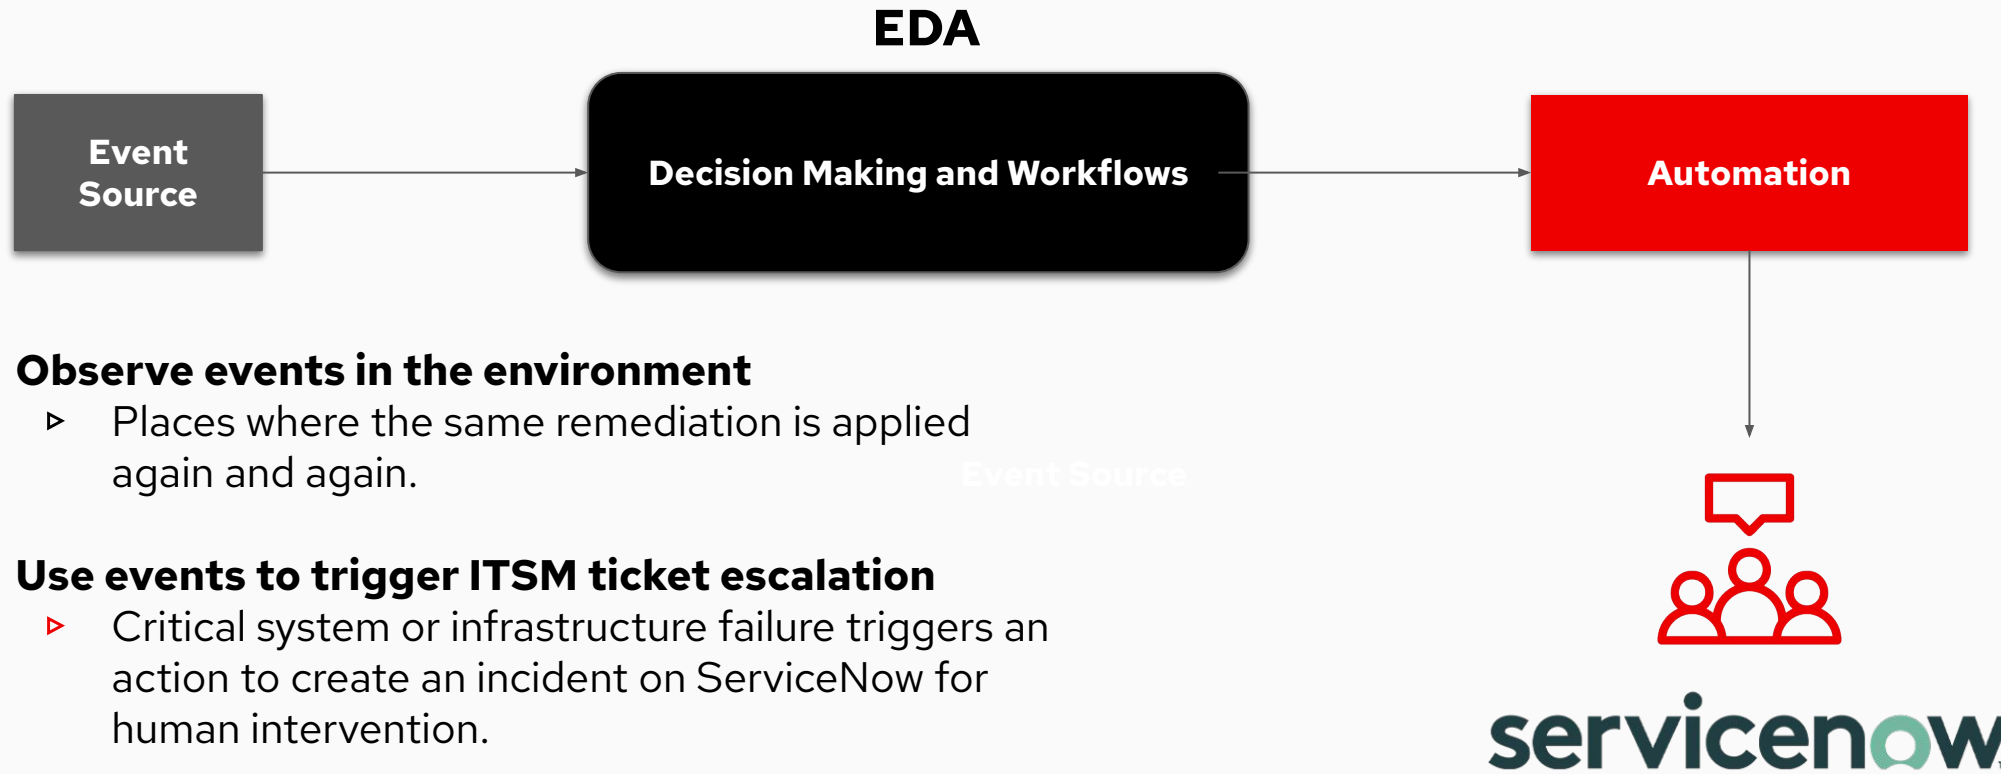 EDA
Event
Source
Decision Making and Workflows
Automation
Observe events in the environment
Places where the same remediation is applied
again and again.
Event Source
Use events to trigger ITSM ticket escalation
Critical system or infrastructure failure triggers an
action to create an incident on ServiceNow for
human intervention.
servicenow